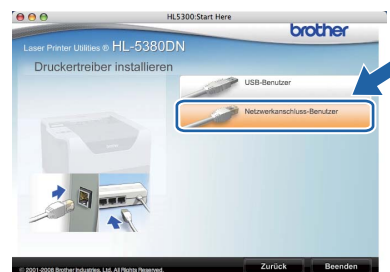 HL5300:Start Here
brother
Laser Printer Utilities @ HL-5380DN
Druckertreiber installieren
USB-Benutzer
Netzwerkanschluss-Benutzer
© 2001-2008 Brother Industries, Ltd. All Rights Reserved.
Zurück
Beenden